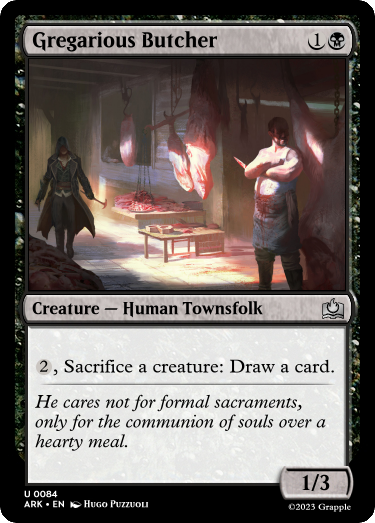 Gregarious Butcher 1
Creature — Human Townsfolk
2, Sacrifice a creature: Draw a card.
He cares not for formal sacraments,
only for the communion of souls over a
hearty meal.
1/3
U 0084
ARK • EN Hugo Puzzuoli
©2023 Grapple